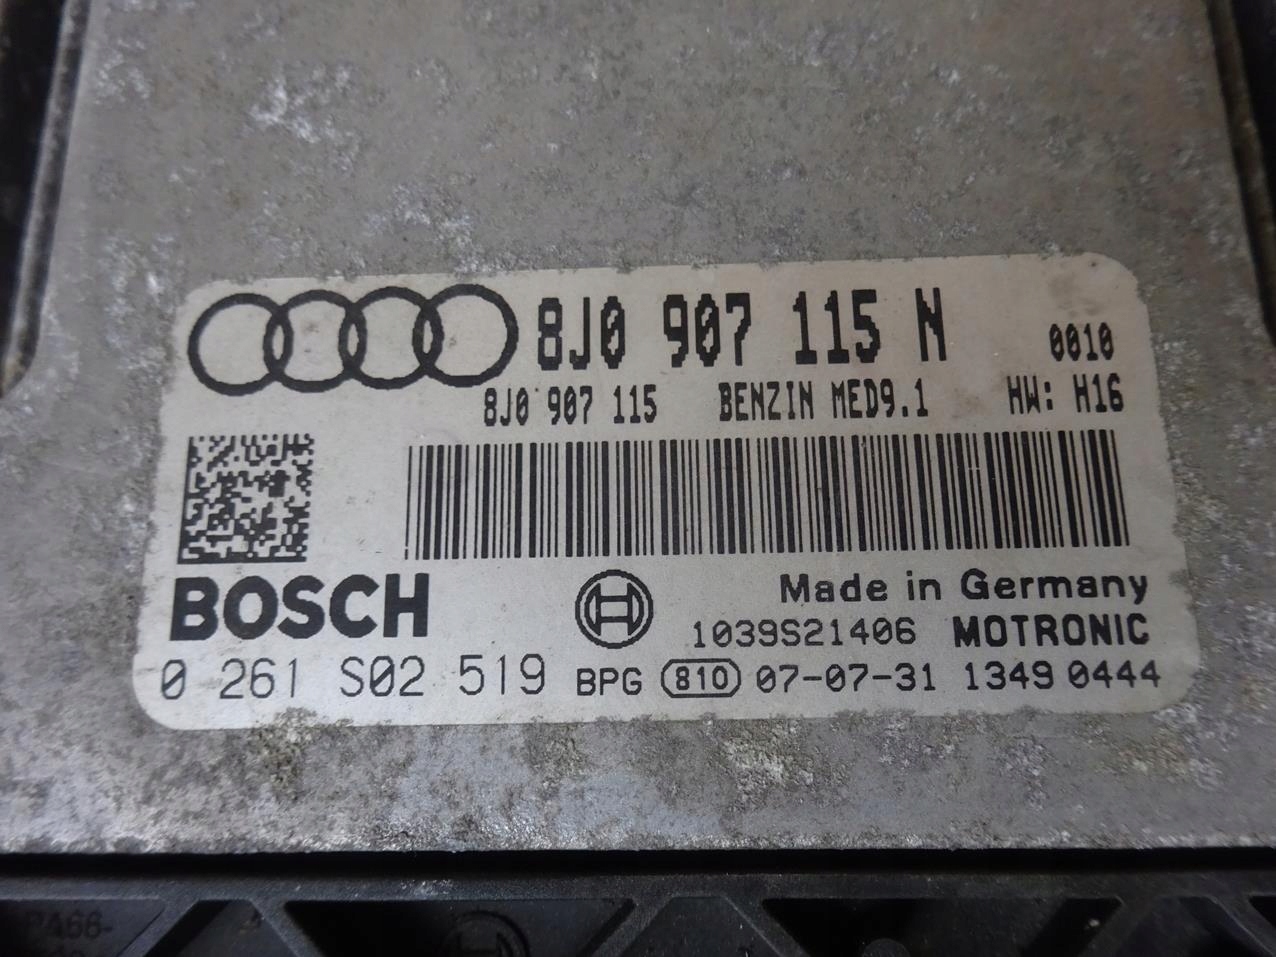 8J0 907 115 N 0010
8J0 907 115 BENZIN MED9.1 HW: H16
BOSCH Made in Germany
1039S21406 MOTRONIC
0 261 S02 519 BPG 810 07-07-31 1349 0444
PA66-